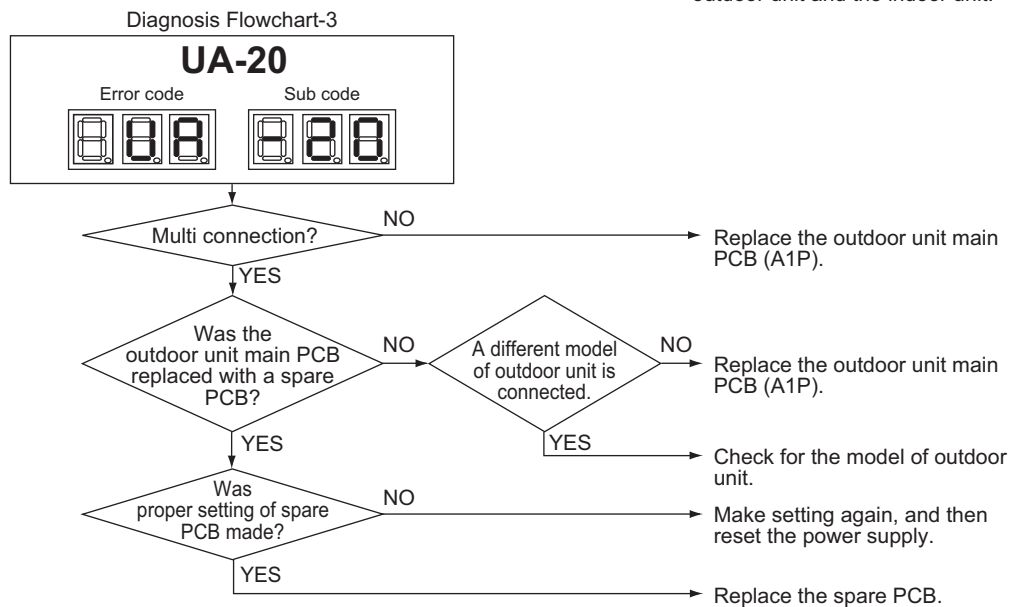 outdoor unit and the indoor unit.
Diagnosis Flowchart-3
UA-20
Error code
Sub code
UA
-20
Multi connection?
NO
Replace the outdoor unit main
PCB (A1P).
YES
Was the
outdoor unit main PCB
replaced with a spare
PCB?
NO
A different model
of outdoor unit is
connected.
NO
Replace the outdoor unit main
PCB (A1P).
YES
Check for the model of outdoor
unit.
YES
Was
proper setting of spare
PCB made?
NO
Make setting again, and then
reset the power supply.
YES
Replace the spare PCB.